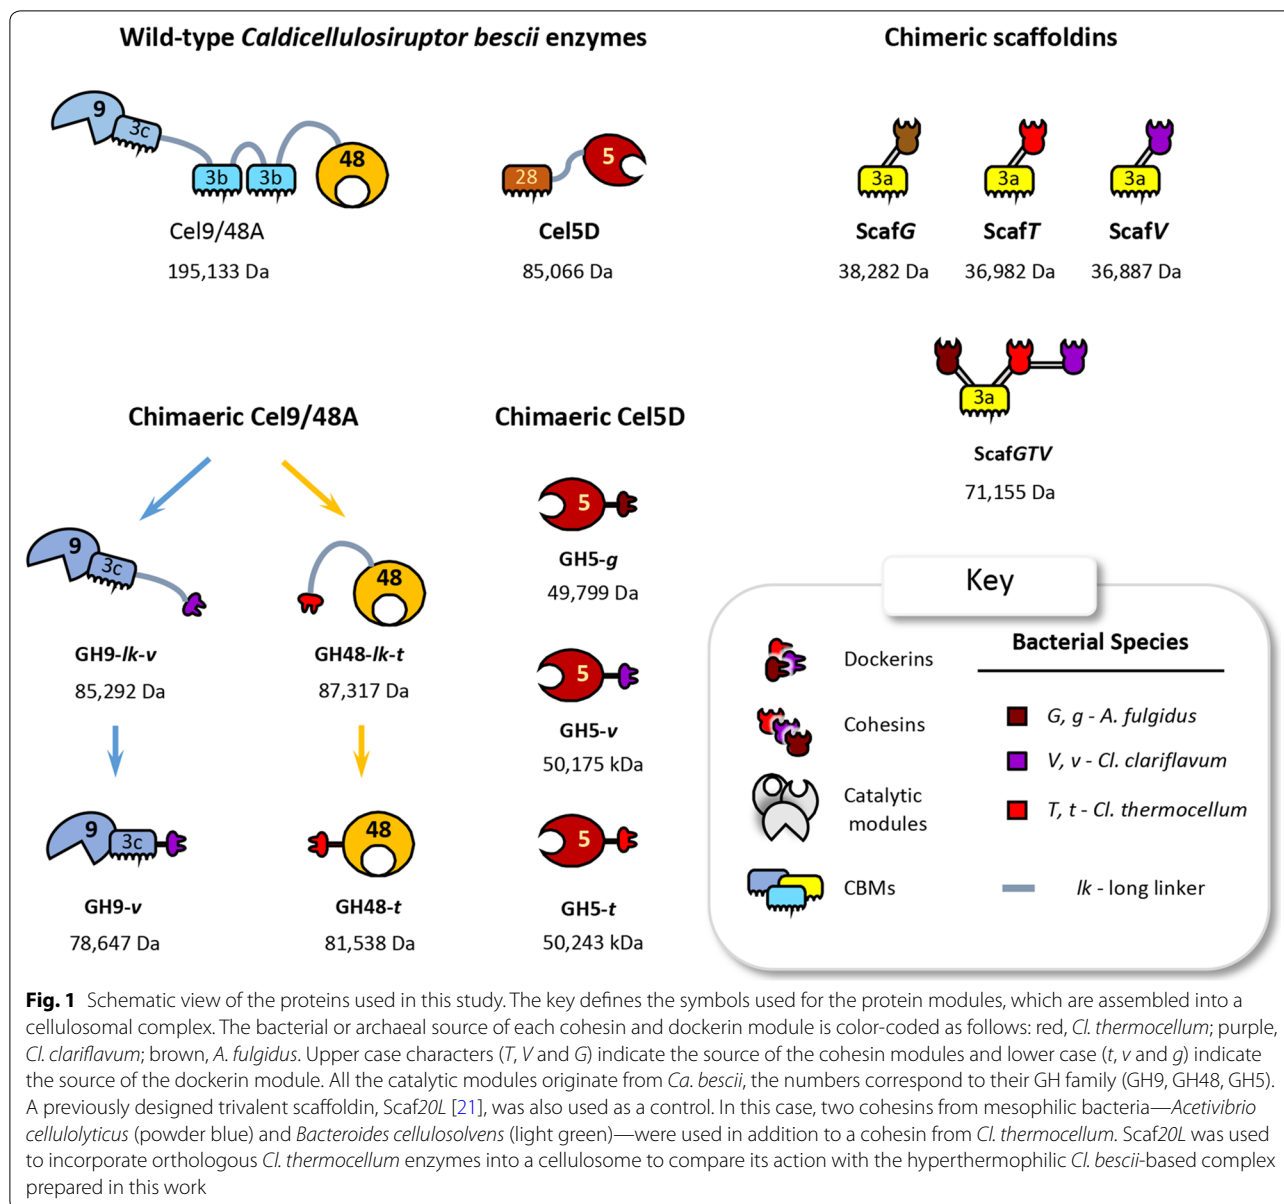 Wild-type Caldicellulosiruptor bescii enzymes
9
3c
3b
3b
48
Cel9/48A
195,133 Da
28
5
Cel5D
85,066 Da
Chimeric scaffoldins
3a
ScafG
38,282 Da
3a
ScafT
36,982 Da
3a
ScafV
36,887 Da
3a
ScafGTV
71,155 Da
Chimaeric Cel9/48A
9
3c
GH9-lk-v
85,292 Da
48
GH48-lk-t
87,317 Da
9
3c
GH9-v
78,647 Da
48
GH48-t
81,538 Da
Chimaeric Cel5D
5
GH5-g
49,799 Da
5
GH5-v
50,175 kDa
5
GH5-t
50,243 kDa
Key
Dockerins
Cohesins
Catalytic
modules
CBMs
Bacterial Species
G, g - A. fulgidus
V, v - Cl. clariflavum
T, t - Cl. thermocellum
lk - long linker
Fig. 1 Schematic view of the proteins used in this study. The key defines the symbols used for the protein modules, which are assembled into a
cellulosomal complex. The bacterial or archaeal source of each cohesin and dockerin module is color-coded as follows: red, Cl. thermocellum; purple,
Cl. clariflavum; brown, A. fulgidus. Upper case characters (T, V and G) indicate the source of the cohesin modules and lower case (t, v and g) indicate
the source of the dockerin module. All the catalytic modules originate from Ca. bescii, the numbers correspond to their GH family (GH9, GH48, GH5).
A previously designed trivalent scaffoldin, Scaf20L [21], was also used as a control. In this case, two cohesins from mesophilic bacteria—Acetivibrio
cellulolyticus (powder blue) and Bacteroides cellulosolvens (light green)—were used in addition to a cohesin from Cl. thermocellum. Scaf20L was used
to incorporate orthologous Cl. thermocellum enzymes into a cellulosome to compare its action with the hyperthermophilic Cl. bescii-based complex
prepared in this work